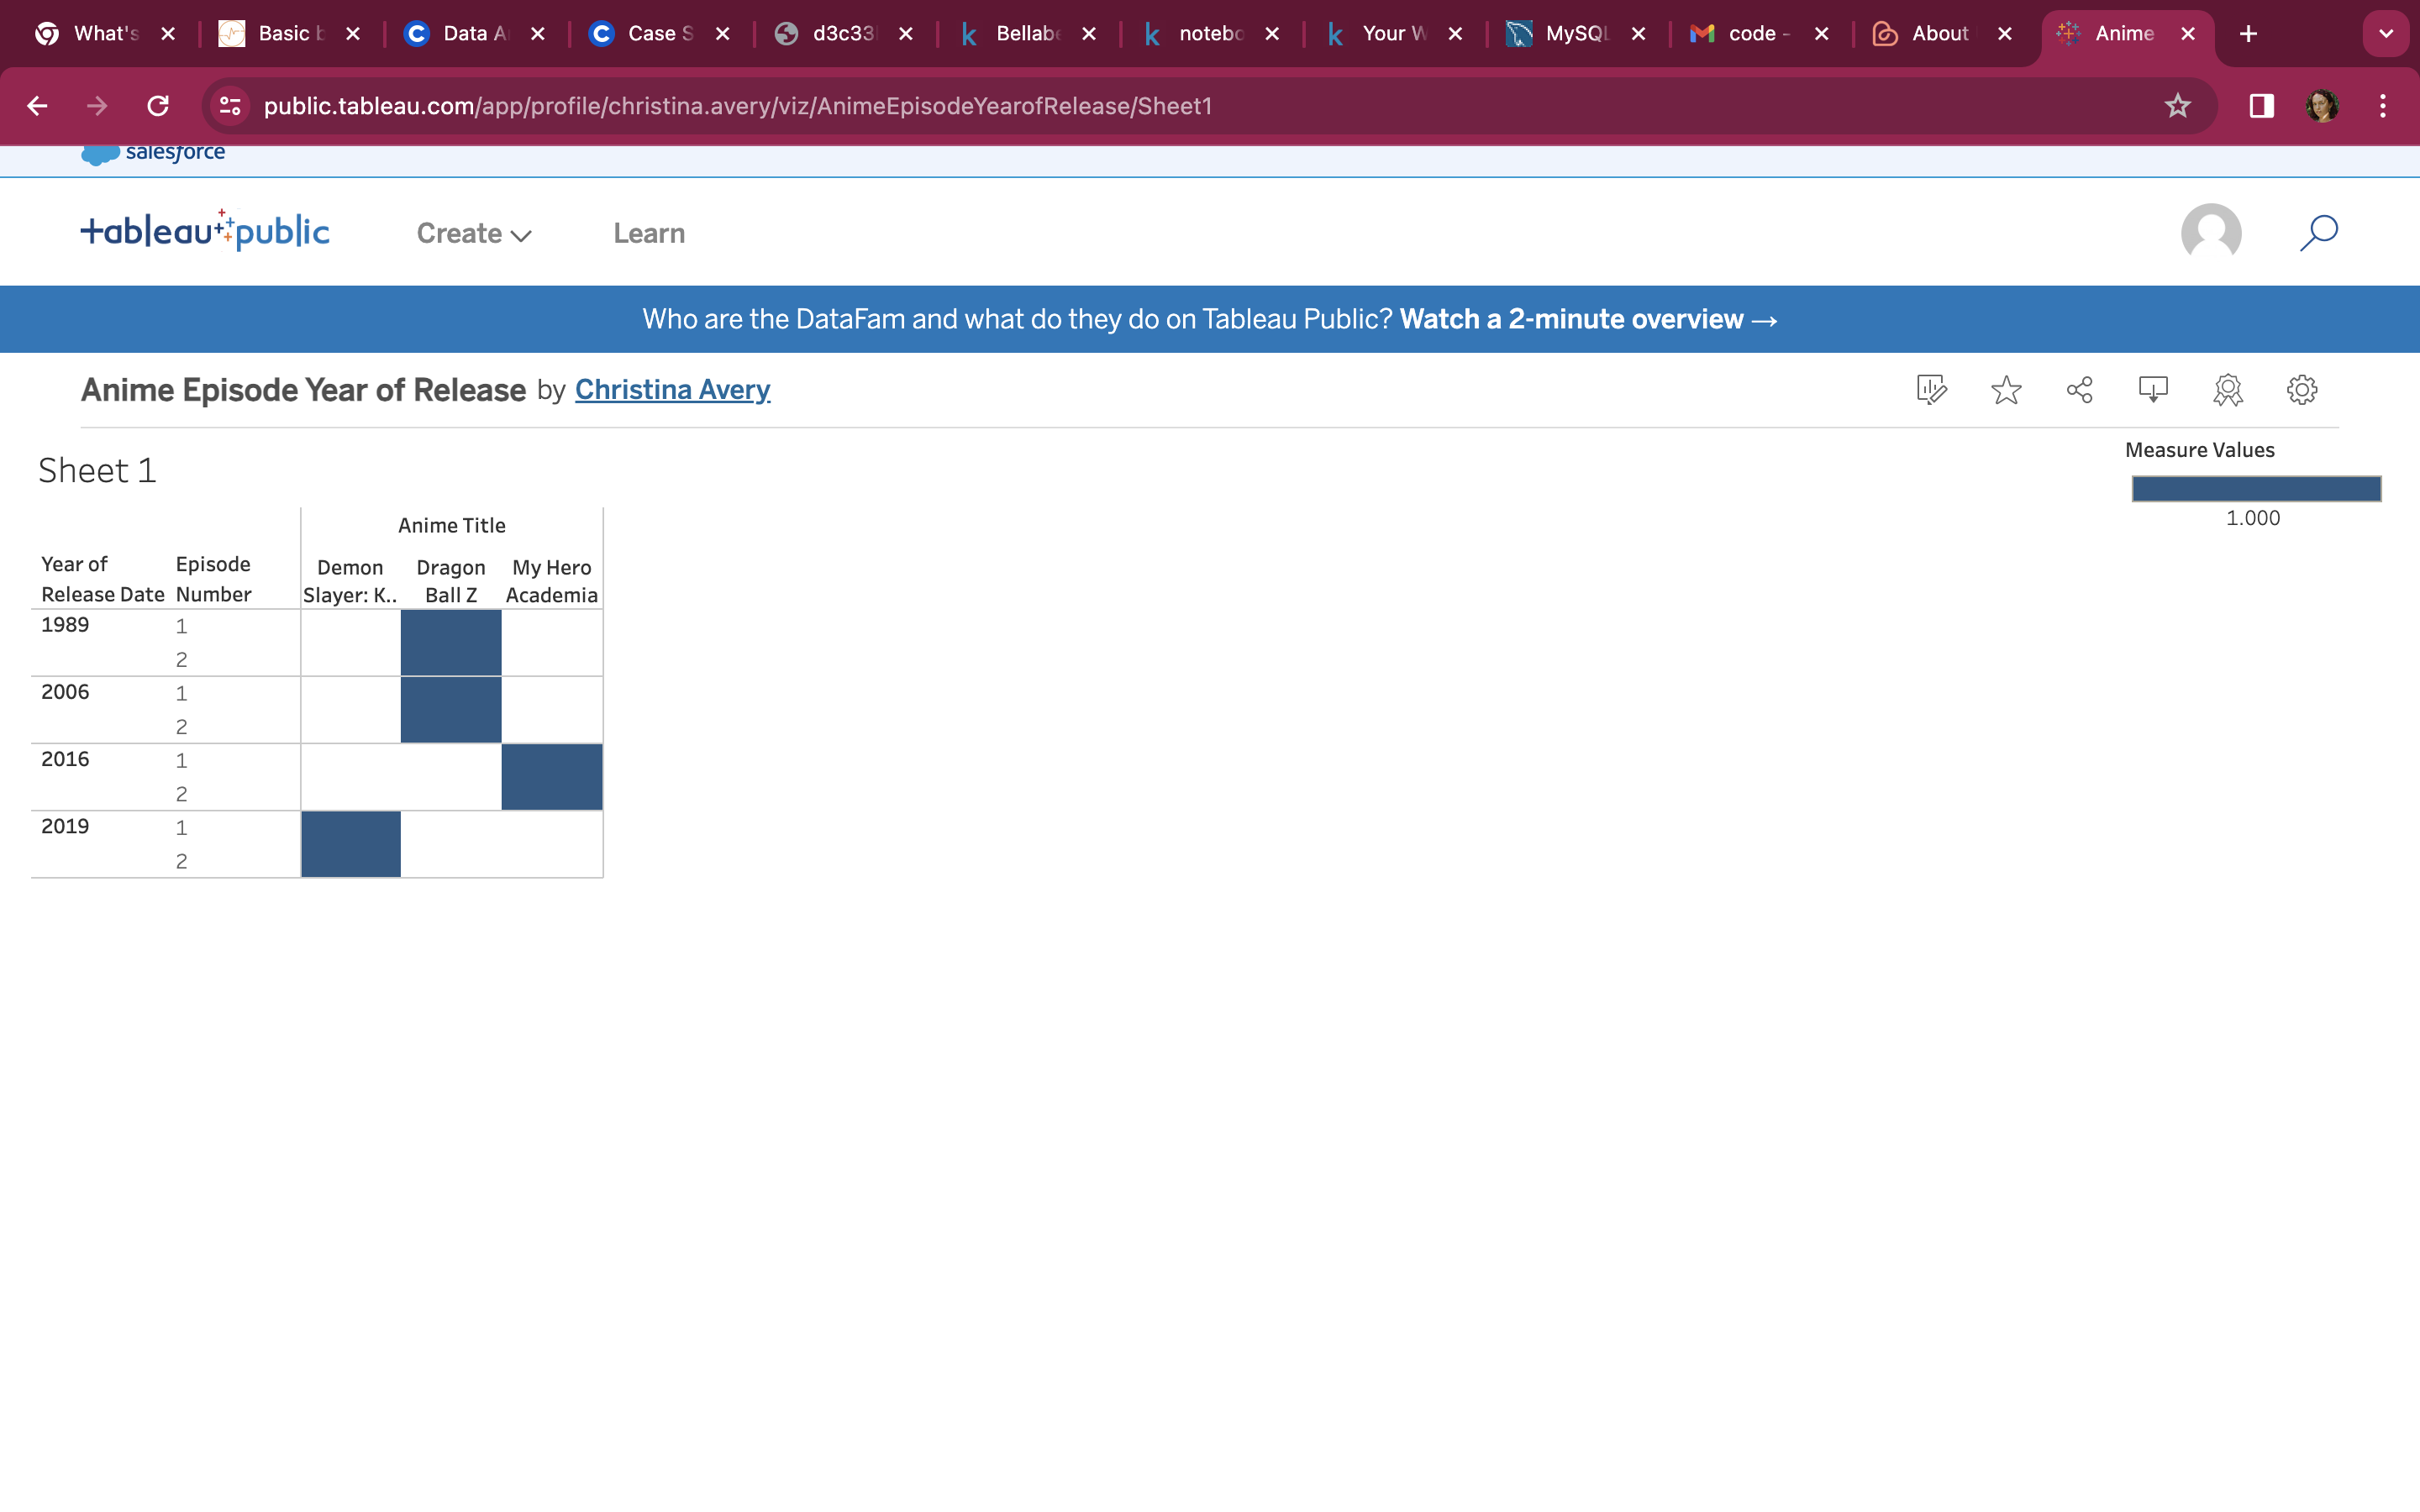 What's
Basic b
Data A
Case S
d3c33
Bellabe
notebo
Your W
MySQL
code -
About
Anime
public.tableau.com/app/profile/christina.avery/viz/AnimeEpisodeYearofRelease/Sheet1
salesforce
tableau public
Create
Learn
Who are the DataFam and what do they do on Tableau Public? Watch a 2-minute overview →
Anime Episode Year of Release by Christina Avery
Sheet 1
Measure Values
1.000
Anime Title
Year of Release Date
Episode Number
Demon Slayer: K..
Dragon Ball Z
My Hero Academia
1989 1
2
2006 1
2
2016 1
2
2019 1
2